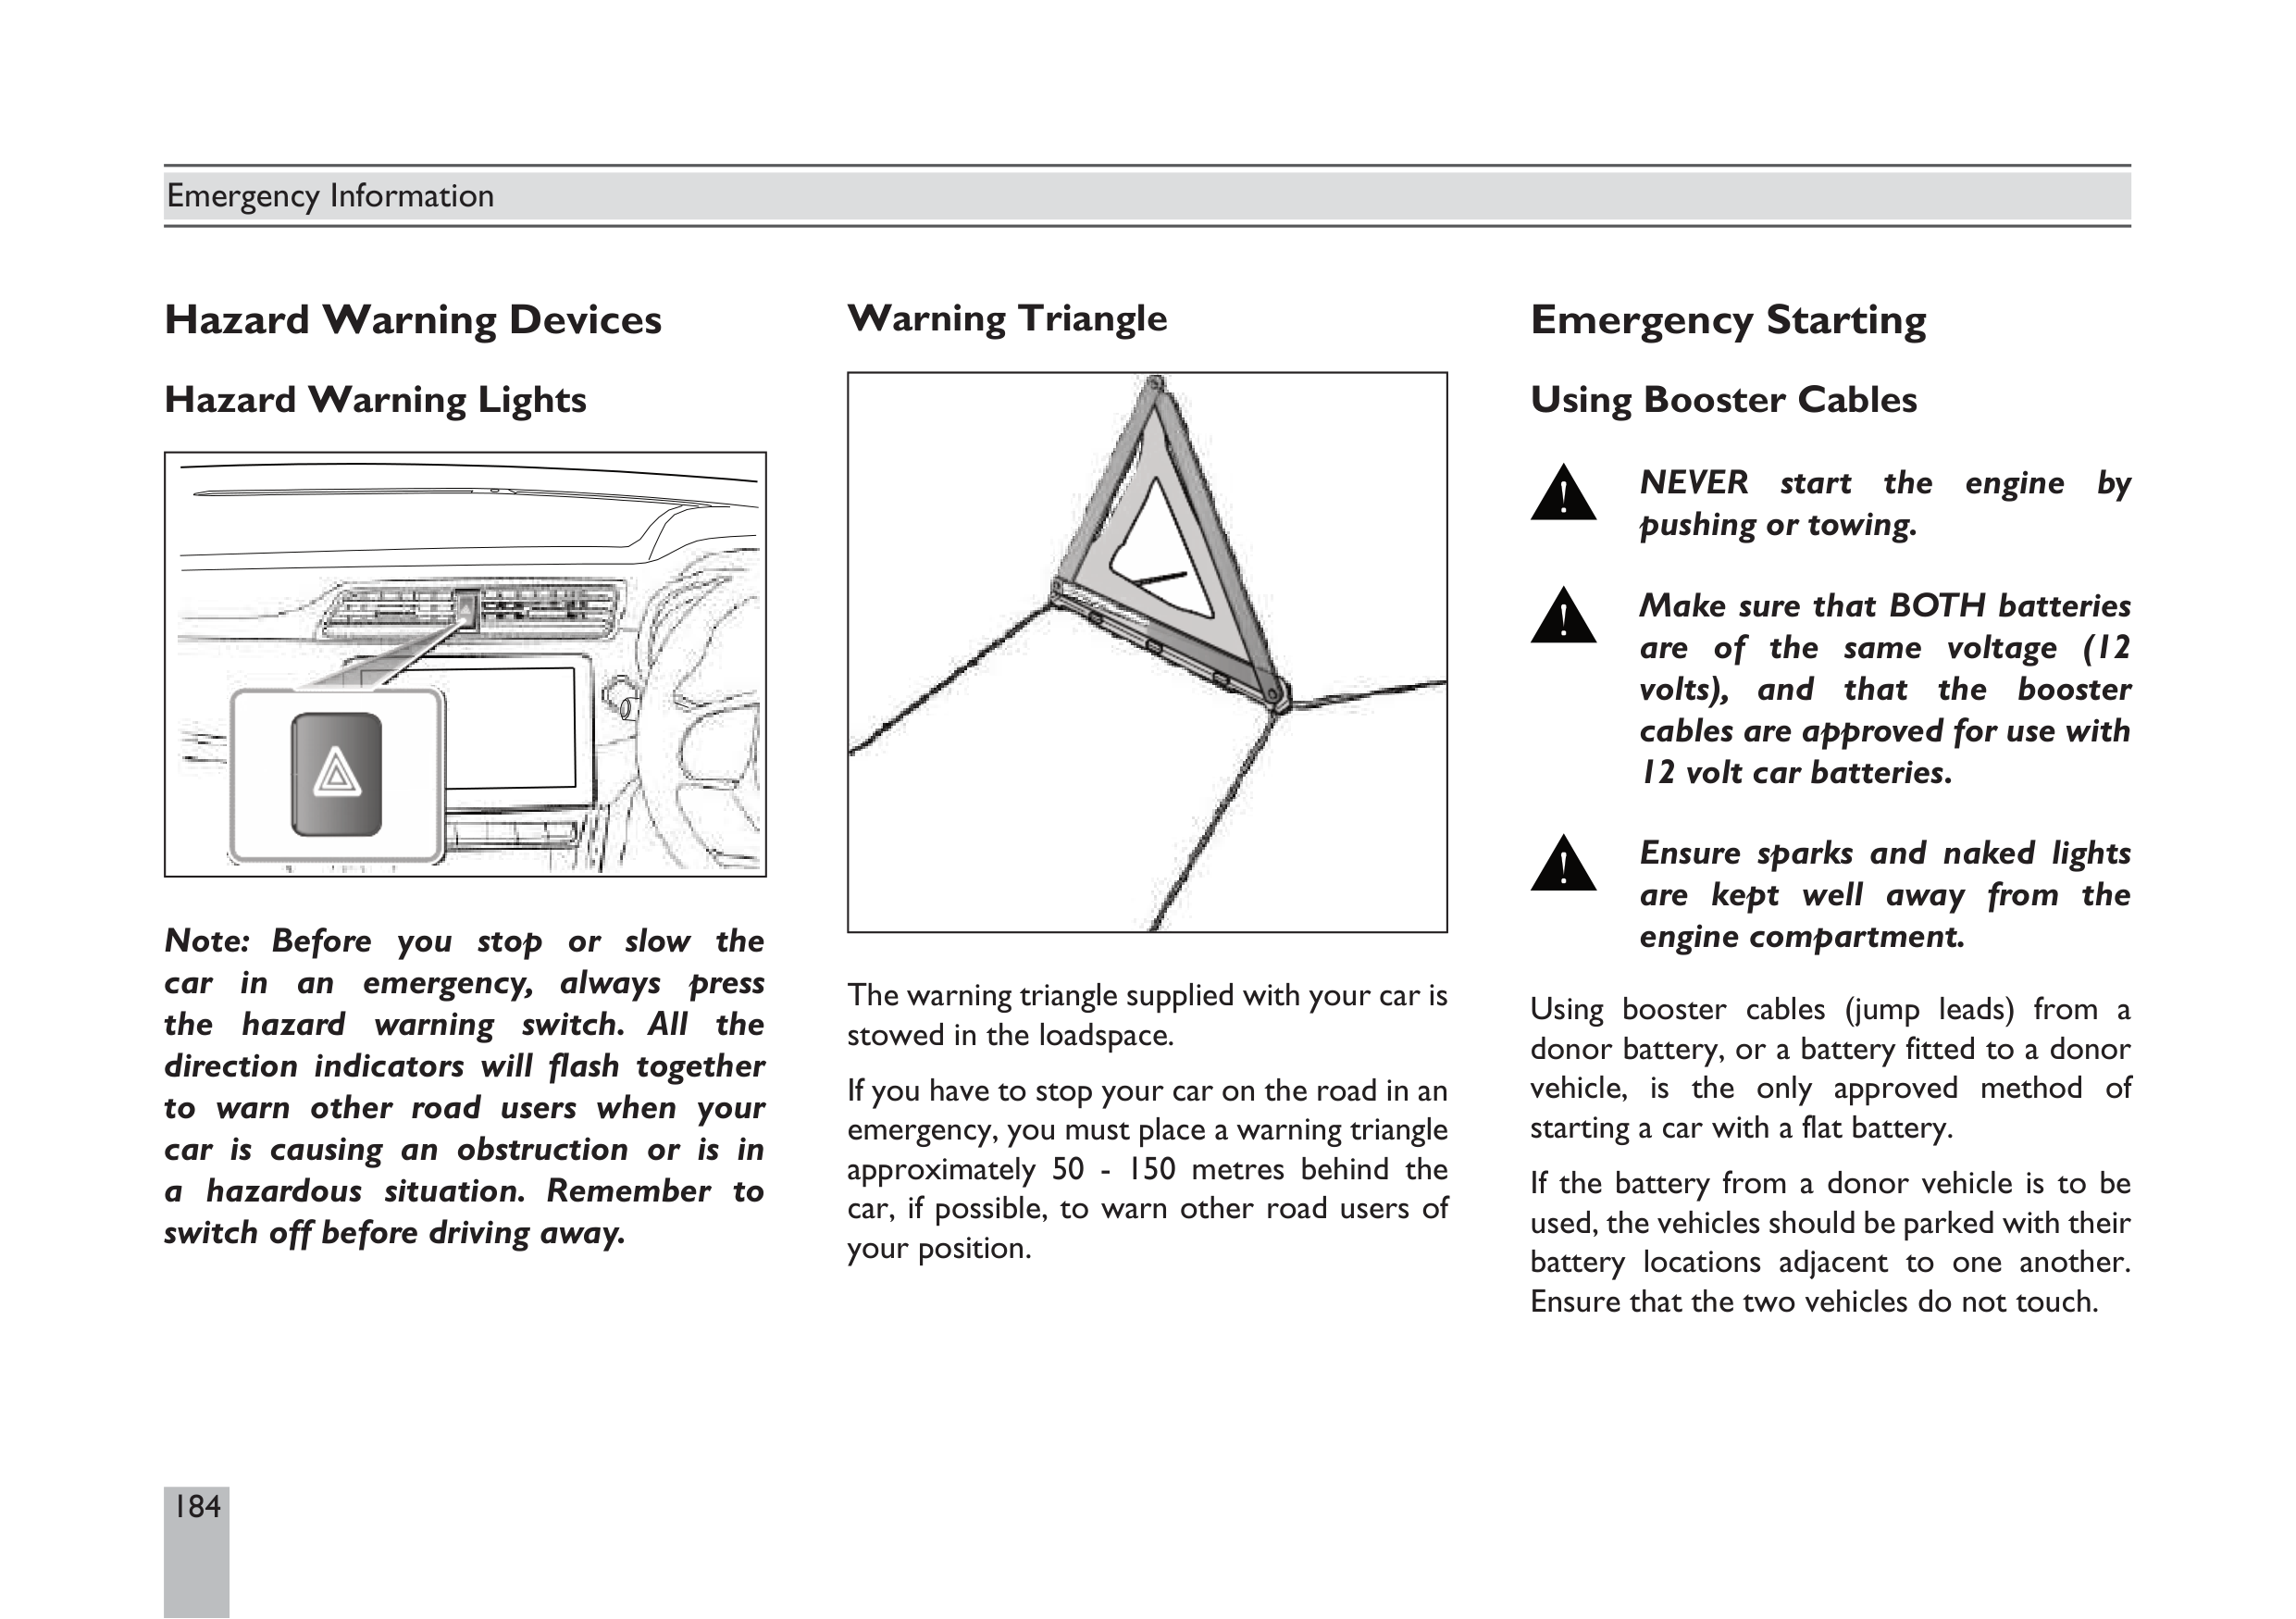 Emergency Information
Hazard Warning Devices
Hazard Warning Lights
Note: Before you stop or slow the
car in an emergency, always press
the hazard warning switch. All the
direction indicators will flash together
to warn other road users when your
car is causing an obstruction or is in
a hazardous situation. Remember to
switch off before driving away.
Warning Triangle
The warning triangle supplied with your car is
stowed in the loadspace.
If you have to stop your car on the road in an
emergency, you must place a warning triangle
approximately 50 - 150 metres behind the
car, if possible, to warn other road users of
your position.
Emergency Starting
Using Booster Cables
NEVER start the engine by
pushing or towing.
Make sure that BOTH batteries
are of the same voltage (12
volts), and that the booster
cables are approved for use with
12 volt car batteries.
Ensure sparks and naked lights
are kept well away from the
engine compartment.
Using booster cables (jump leads) from a
donor battery, or a battery fitted to a donor
vehicle, is the only approved method of
starting a car with a flat battery.
If the battery from a donor vehicle is to be
used, the vehicles should be parked with their
battery locations adjacent to one another.
Ensure that the two vehicles do not touch.
184